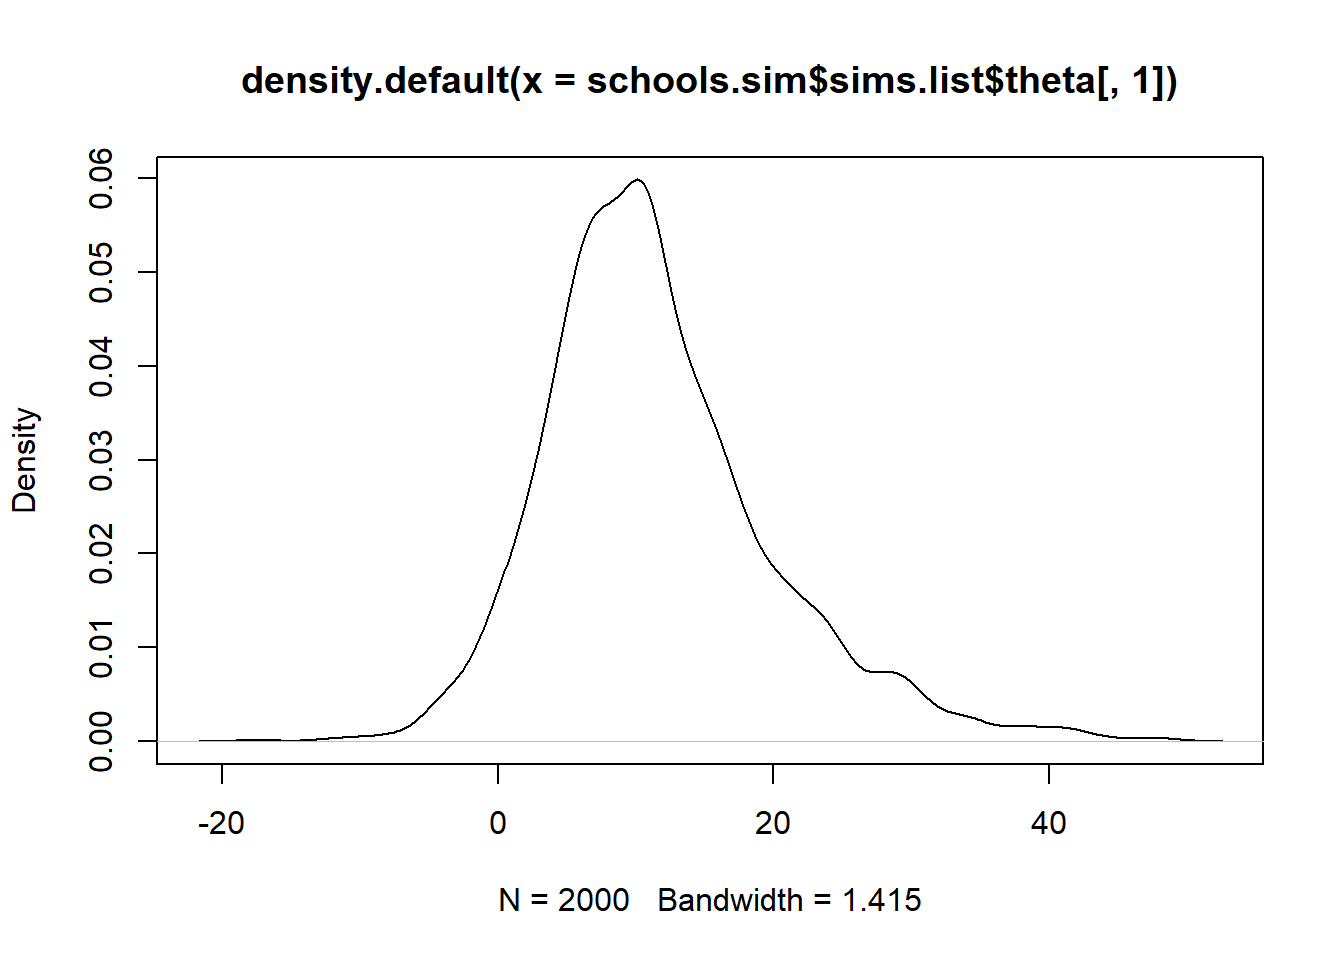 density.default(x = schools.sim$sims.list$theta[, 1])
Density
0.06
0.05
0.04
0.03
0.02
0.01
0.00
-20 0 20 40
N = 2000 Bandwidth = 1.415